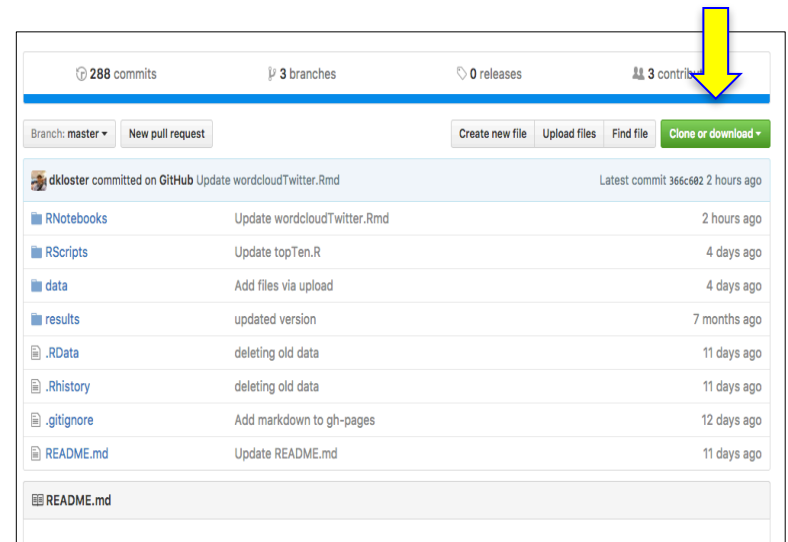 288 commits 3 branches 0 releases 3
Branch: master New pull request Create new file Upload files Find file Clone or download
dkloster committed on GitHub Update wordcloudTwitter.Rmd Latest commit 366c602 2 hours ago
RNotebooks Update wordcloudTwitter.Rmd 2 hours ago
RScripts Update topTen.R 4 days ago
data Add files via upload 4 days ago
results updated version 7 months ago
.RData deleting old data 11 days ago
.Rhistory deleting old data 11 days ago
.gitignore Add markdown to gh-pages 12 days ago
README.md Update README.md 11 days ago
README.md